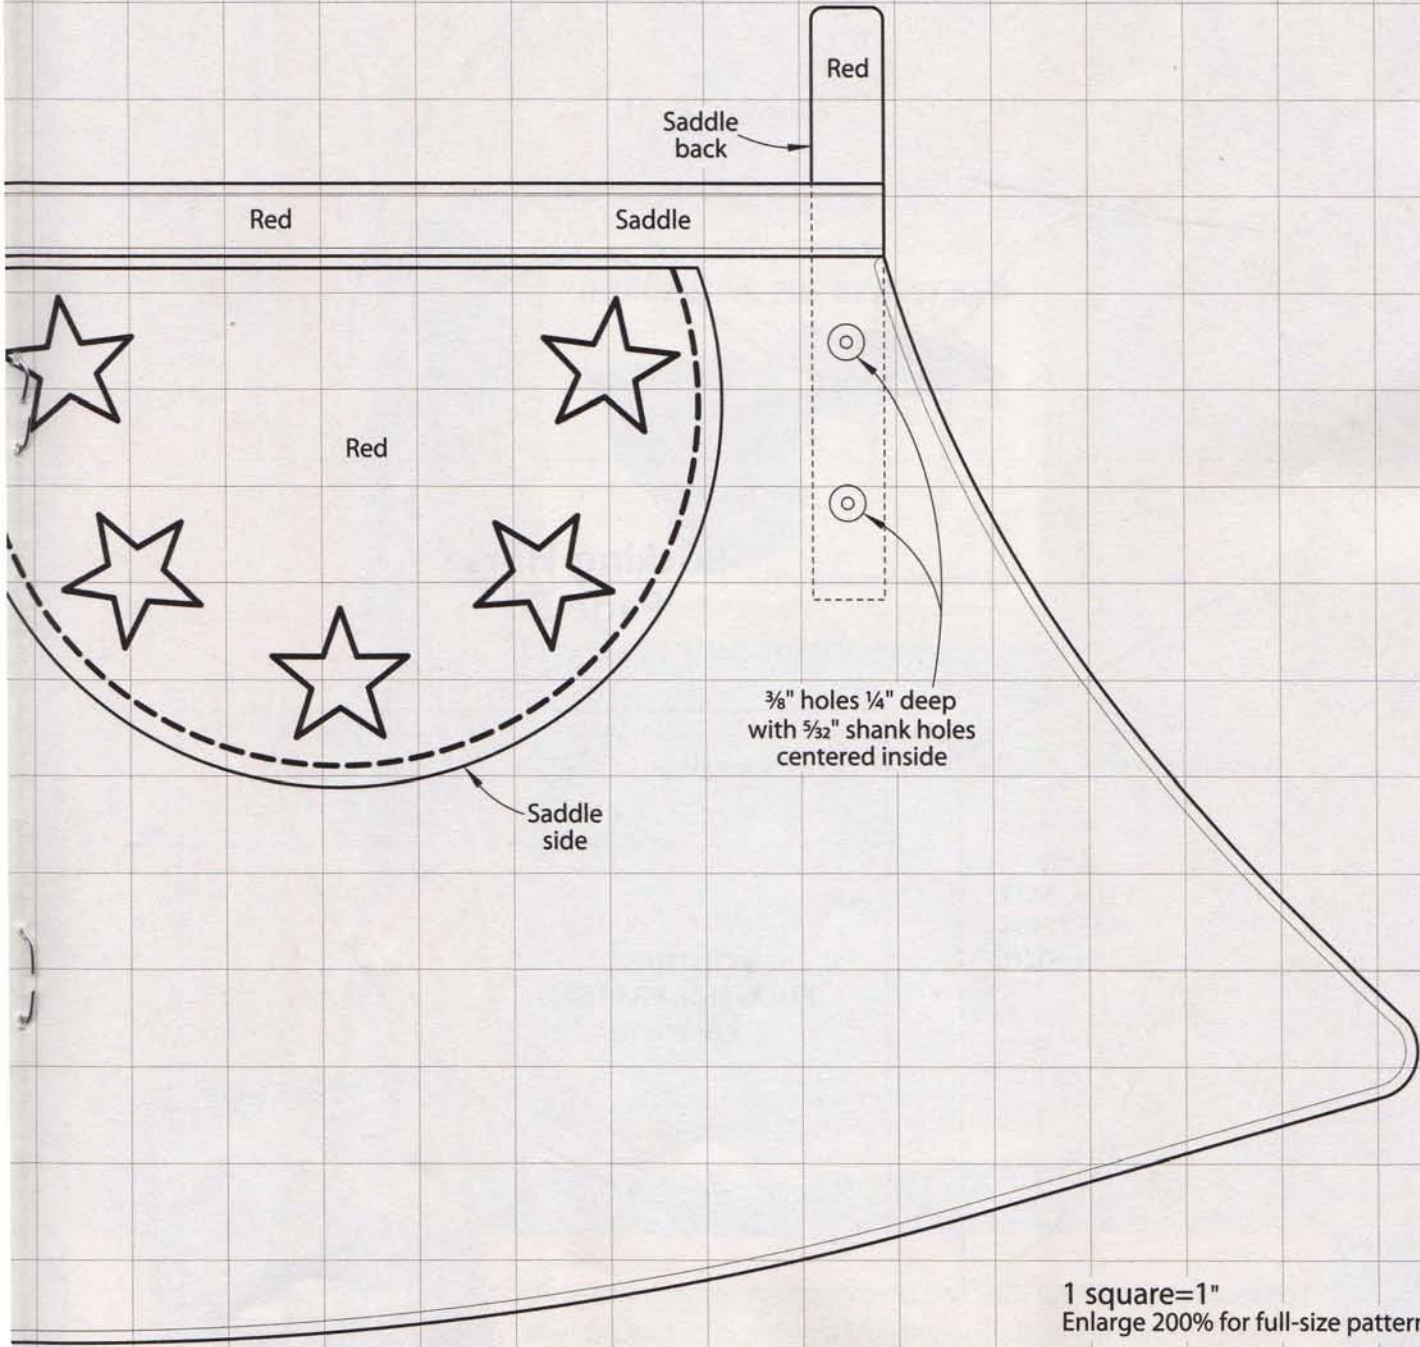 Red
Saddle
back
Red
Saddle
Red
⅜" holes ¼" deep
with 5⁄32" shank holes
centered inside
Saddle
side
1 square=1"
Enlarge 200% for full-size pattern